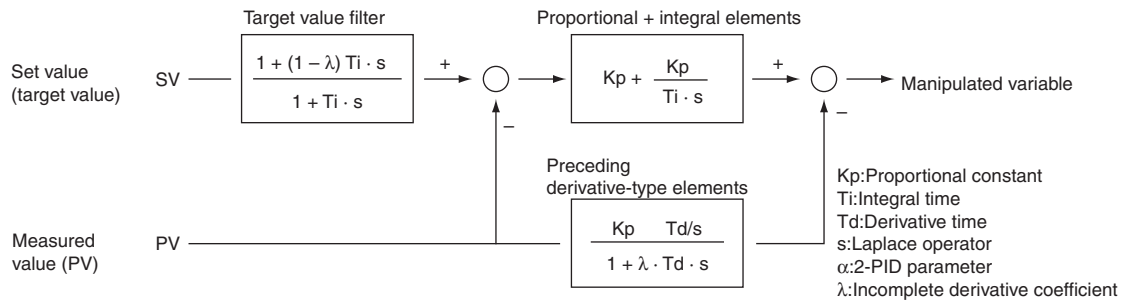 Target value filter
Proportional + integral elements
Set value
(target value)
SV
1 + (1 – λ) Ti · s
1 + Ti · s
+
–
Kp +
Kp
Ti · s
+
–
Manipulated variable
Preceding
derivative-type elements
Measured
value (PV)
PV
Kp Td/s
1 + λ · Td · s
Kp:Proportional constant
Ti:Integral time
Td:Derivative time
s:Laplace operator
α:2-PID parameter
λ:Incomplete derivative coefficient